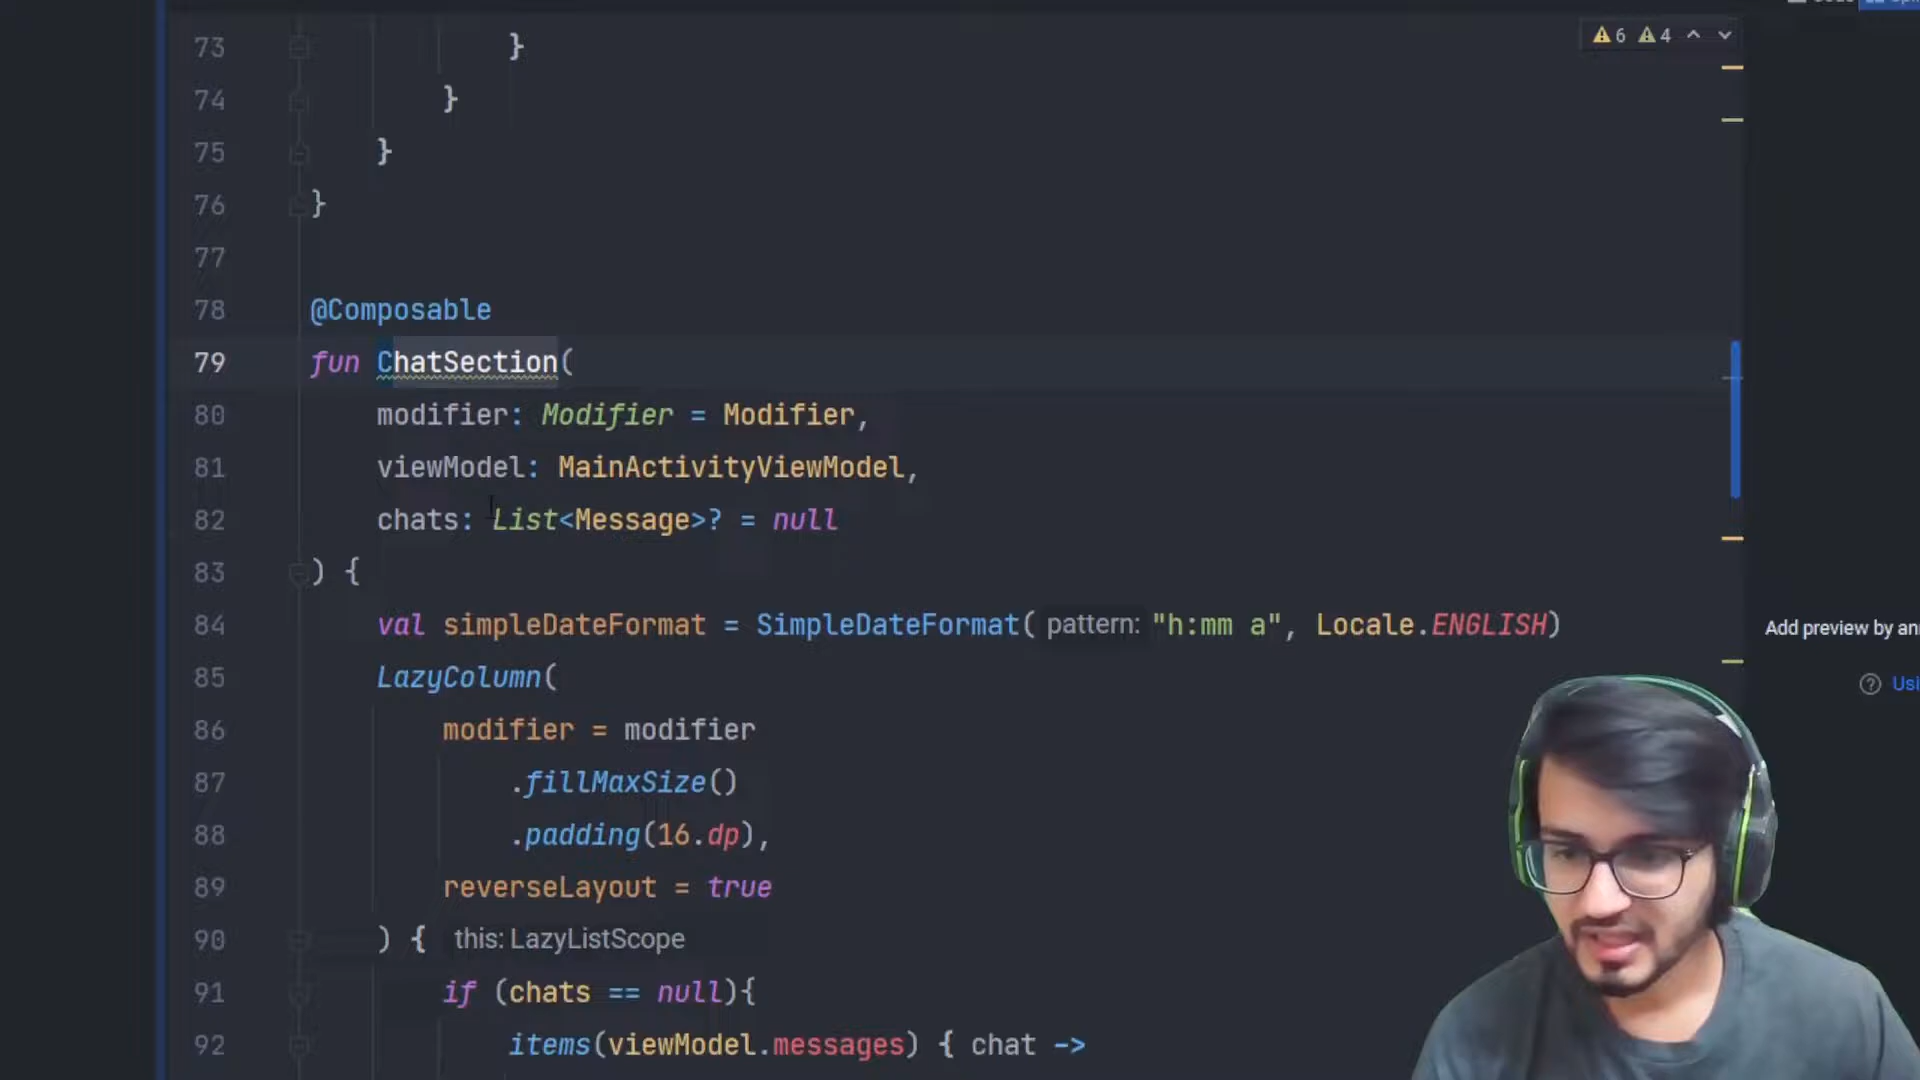 6 4
73 }
74 }
75 }
76 }
77
78 @Composable
79 fun ChatSection(
80 modifier: Modifier = Modifier,
81 viewModel: MainActivityViewModel,
82 chats: List<Message>? = null
83 ) {
84 val simpleDateFormat = SimpleDateFormat( pattern: "h:mm a", Locale.ENGLISH)
Add preview by an
85 LazyColumn(
? Usi
86 modifier = modifier
87 .fillMaxSize()
88 .padding(16.dp),
89 reverseLayout = true
90 ) { this: LazyListScope
91 if (chats == null){
92 items(viewModel.messages) { chat ->